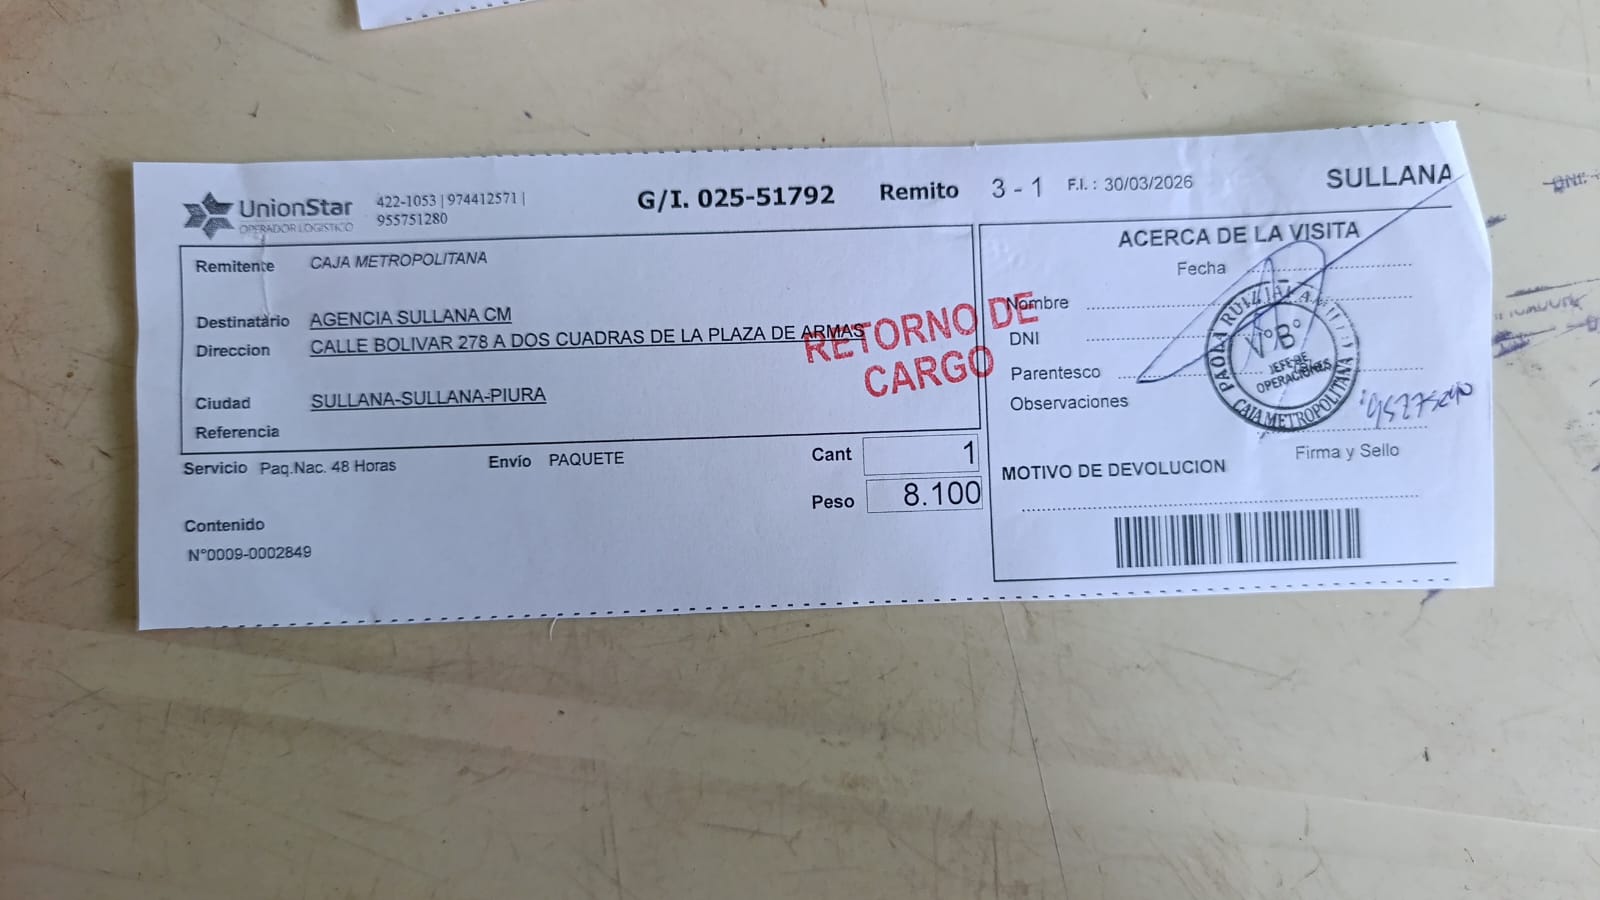 UnionStar
OPERADOR LOGISTICO
422-1053 | 974412571 |
955751280
G/I. 025-51792
Remito 3 - 1
F.I. : 30/03/2026
SULLANA
Remitente CAJA METROPOLITANA
Destinatario AGENCIA SULLANA CM
Direccion CALLE BOLIVAR 278 A DOS CUADRAS DE LA PLAZA DE ARMAS
Ciudad SULLANA-SULLANA-PIURA
Referencia
RETORNO DE
CARGO
Servicio Paq.Nac. 48 Horas
Envío PAQUETE
Cant 1
Peso 8.100
Contenido
N°0009-0002849
ACERCA DE LA VISITA
Fecha
Nombre
DNI
Parentesco
Observaciones
V°B°
JEFE DE
OPERACIONES
CAJA METROPOLITANA
Firma y Sello
MOTIVO DE DEVOLUCION